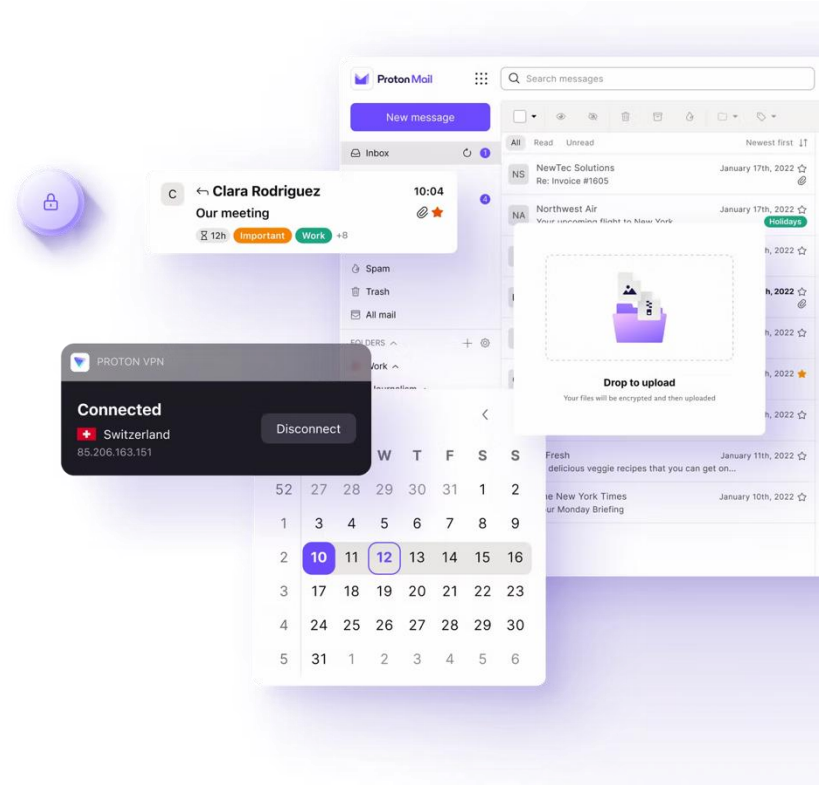 Proton Mail
Search messages
New message
Inbox
1
All Read Unread
Newest first
NS
NewTec Solutions
January 17th, 2022
Re: Invoice #1605
C
Clara Rodriguez
10:04
Our meeting
12h Important Work +8
4
NA
Northwest Air
January 17th, 2022
Your upcoming flight to New York
Holidays
h, 2022
Spam
Trash
All mail
h, 2022
FOLDERS
h, 2022
Work
h, 2022
Drop to upload
Your files will be encrypted and then uploaded
h, 2022
PROTON VPN
Connected
Switzerland
85.206.163.151
Disconnect
W T F S S
52 27 28 29 30 31 1 2
1 3 4 5 6 7 8 9
2 10 11 12 13 14 15 16
3 17 18 19 20 21 22 23
4 24 25 26 27 28 29 30
5 31 1 2 3 4 5 6
Fresh
January 11th, 2022
delicious veggie recipes that you can get on...
New York Times
January 10th, 2022
Monday Briefing